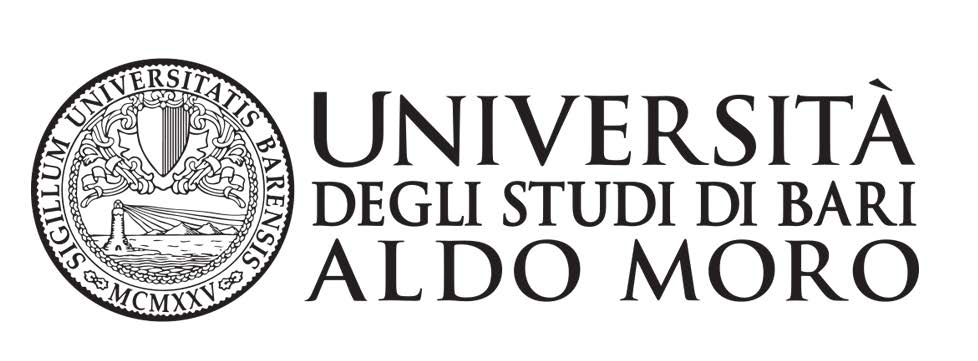 SIGILLUM UNIVERSITATIS BARENSIS
MCMXXV
UNIVERSITÀ
DEGLI STUDI DI BARI
ALDO MORO